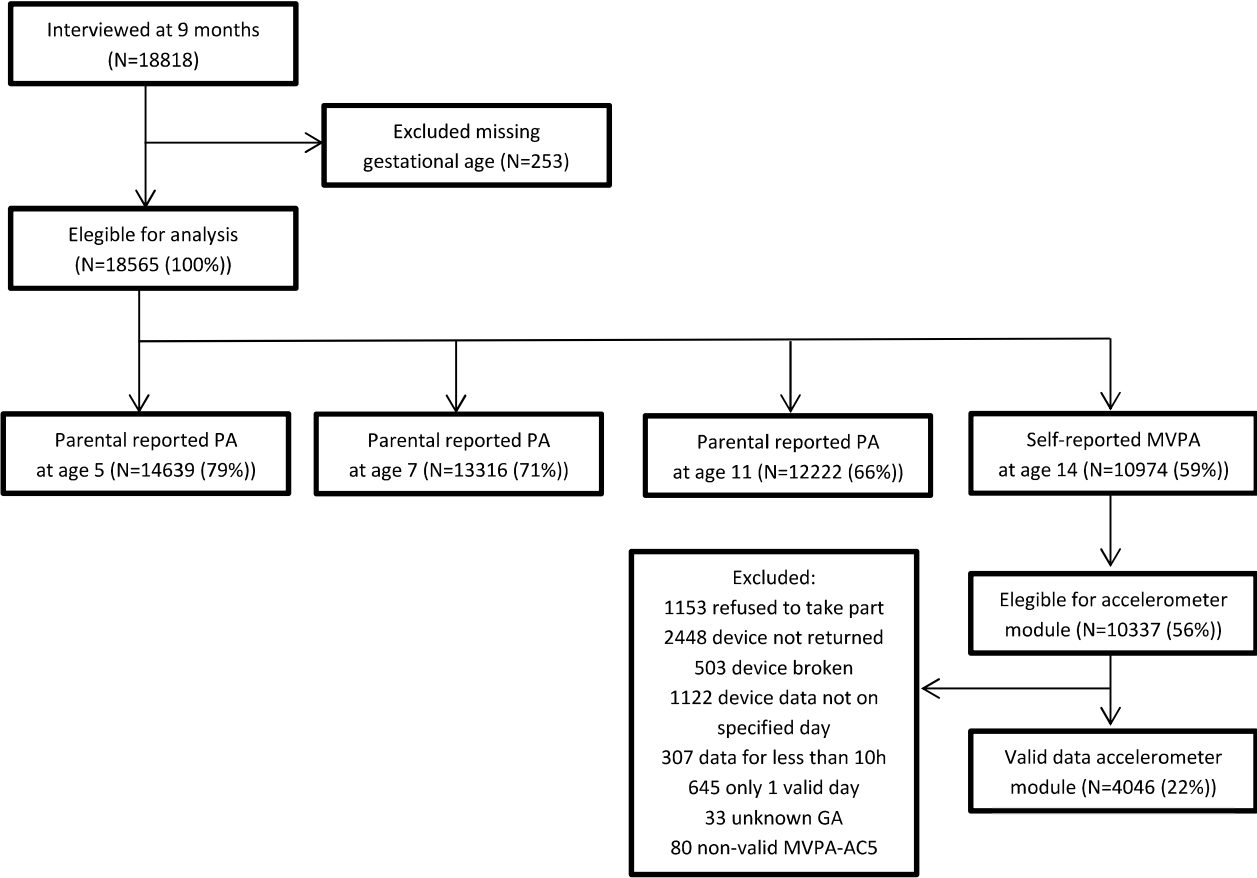 Interviewed at 9 months
(N=18818)
Excluded missing
gestational age (N=253)
Elegible for analysis
(N=18565 (100%))
Parental reported PA
at age 5 (N=14639 (79%))
Parental reported PA
at age 7 (N=13316 (71%))
Parental reported PA
at age 11 (N=12222 (66%))
Self-reported MVPA
at age 14 (N=10974 (59%))
Elegible for accelerometer
module (N=10337 (56%))
Excluded:
1153 refused to take part
2448 device not returned
503 device broken
1122 device data not on
specified day
307 data for less than 10h
645 only 1 valid day
33 unknown GA
80 non-valid MVPA-AC5
Valid data accelerometer
module (N=4046 (22%))